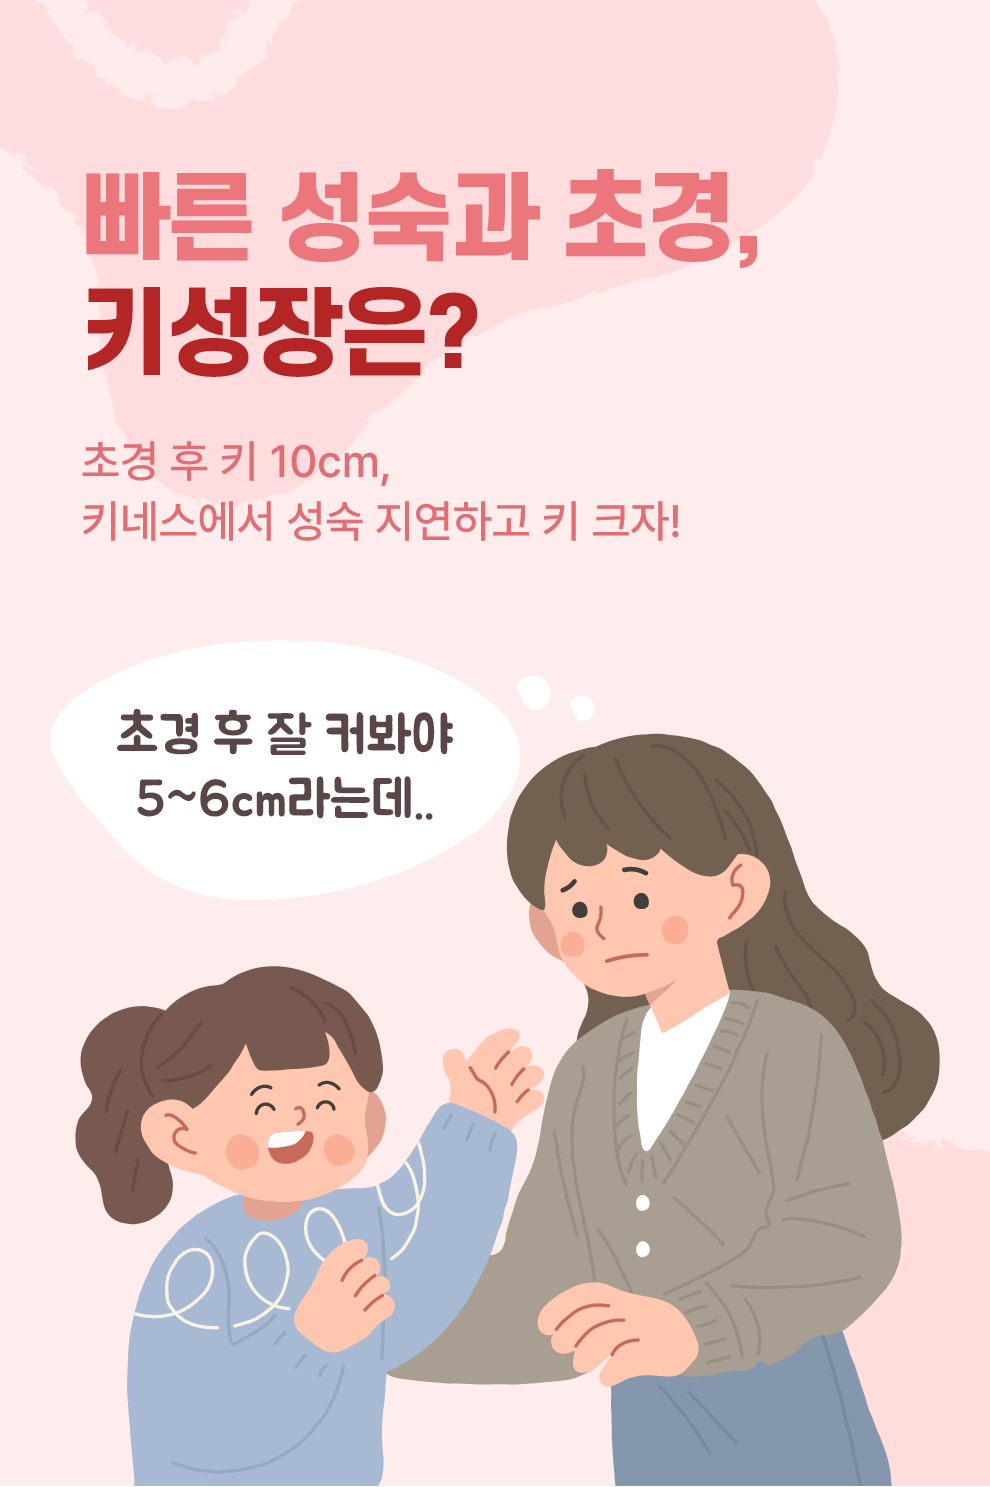 빠른 성숙과 초경,
키성장은?
초경 후 키 10cm,
키네스에서 성숙 지연하고 키 크자!
초경 후 잘 커봐야
5~6cm라는데..